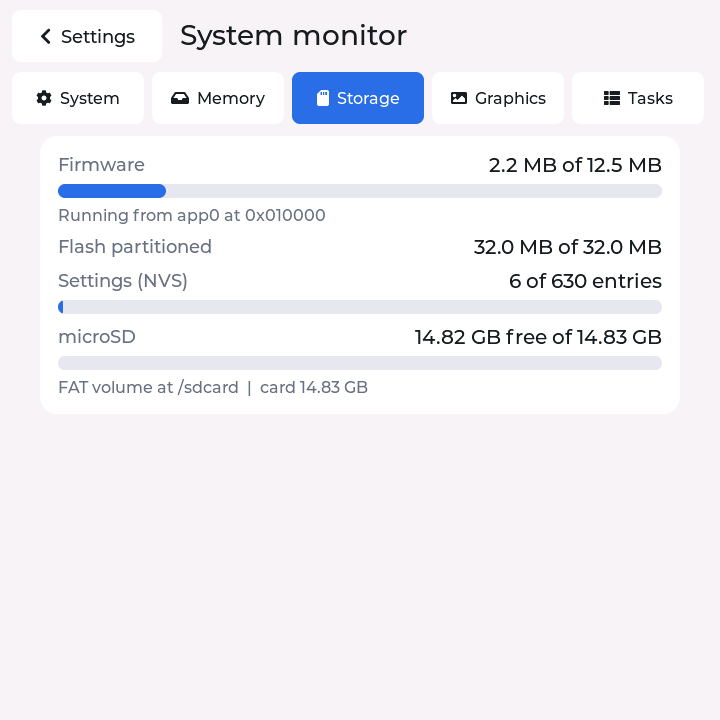 Settings
System monitor
System
Memory
Storage
Graphics
Tasks
Firmware 2.2 MB of 12.5 MB
Running from app0 at 0x010000
Flash partitioned 32.0 MB of 32.0 MB
Settings (NVS) 6 of 630 entries
microSD 14.82 GB free of 14.83 GB
FAT volume at /sdcard | card 14.83 GB